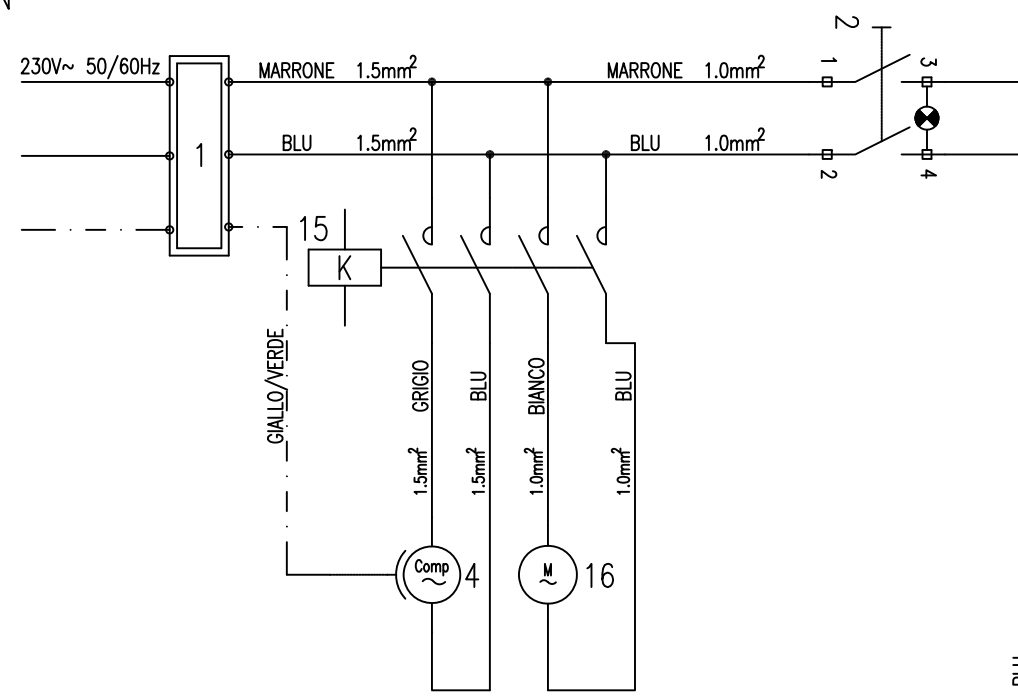 230V~ 50/60Hz
MARRONE 1.5mm²
MARRONE 1.0mm²
2
1
3
1
BLU 1.5mm²
BLU 1.0mm²
2
4
15
K
GIALLO/VERDE
GRIGIO
BLU
BIANCO
BLU
1.5mm²
1.5mm²
1.0mm²
1.0mm²
Comp
~
4
M
~
16